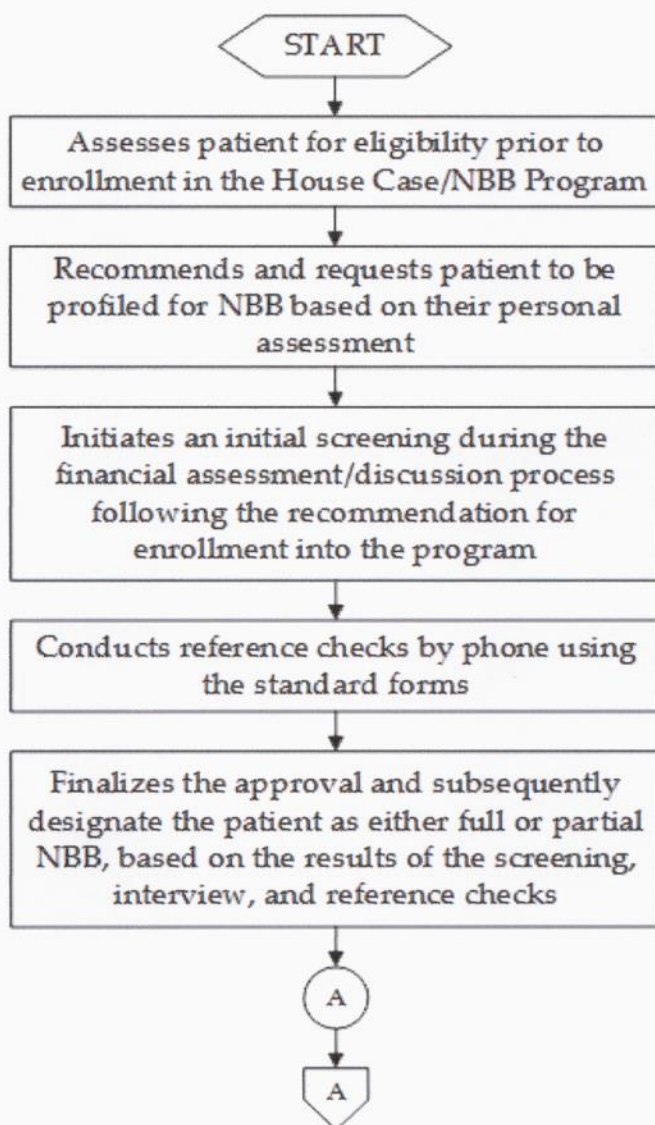 START
Assesses patient for eligibility prior to
enrollment in the House Case/NBB Program
Recommends and requests patient to be
profiled for NBB based on their personal
assessment
Initiates an initial screening during the
financial assessment/discussion process
following the recommendation for
enrollment into the program
Conducts reference checks by phone using
the standard forms
Finalizes the approval and subsequently
designate the patient as either full or partial
NBB, based on the results of the screening,
interview, and reference checks
A
A